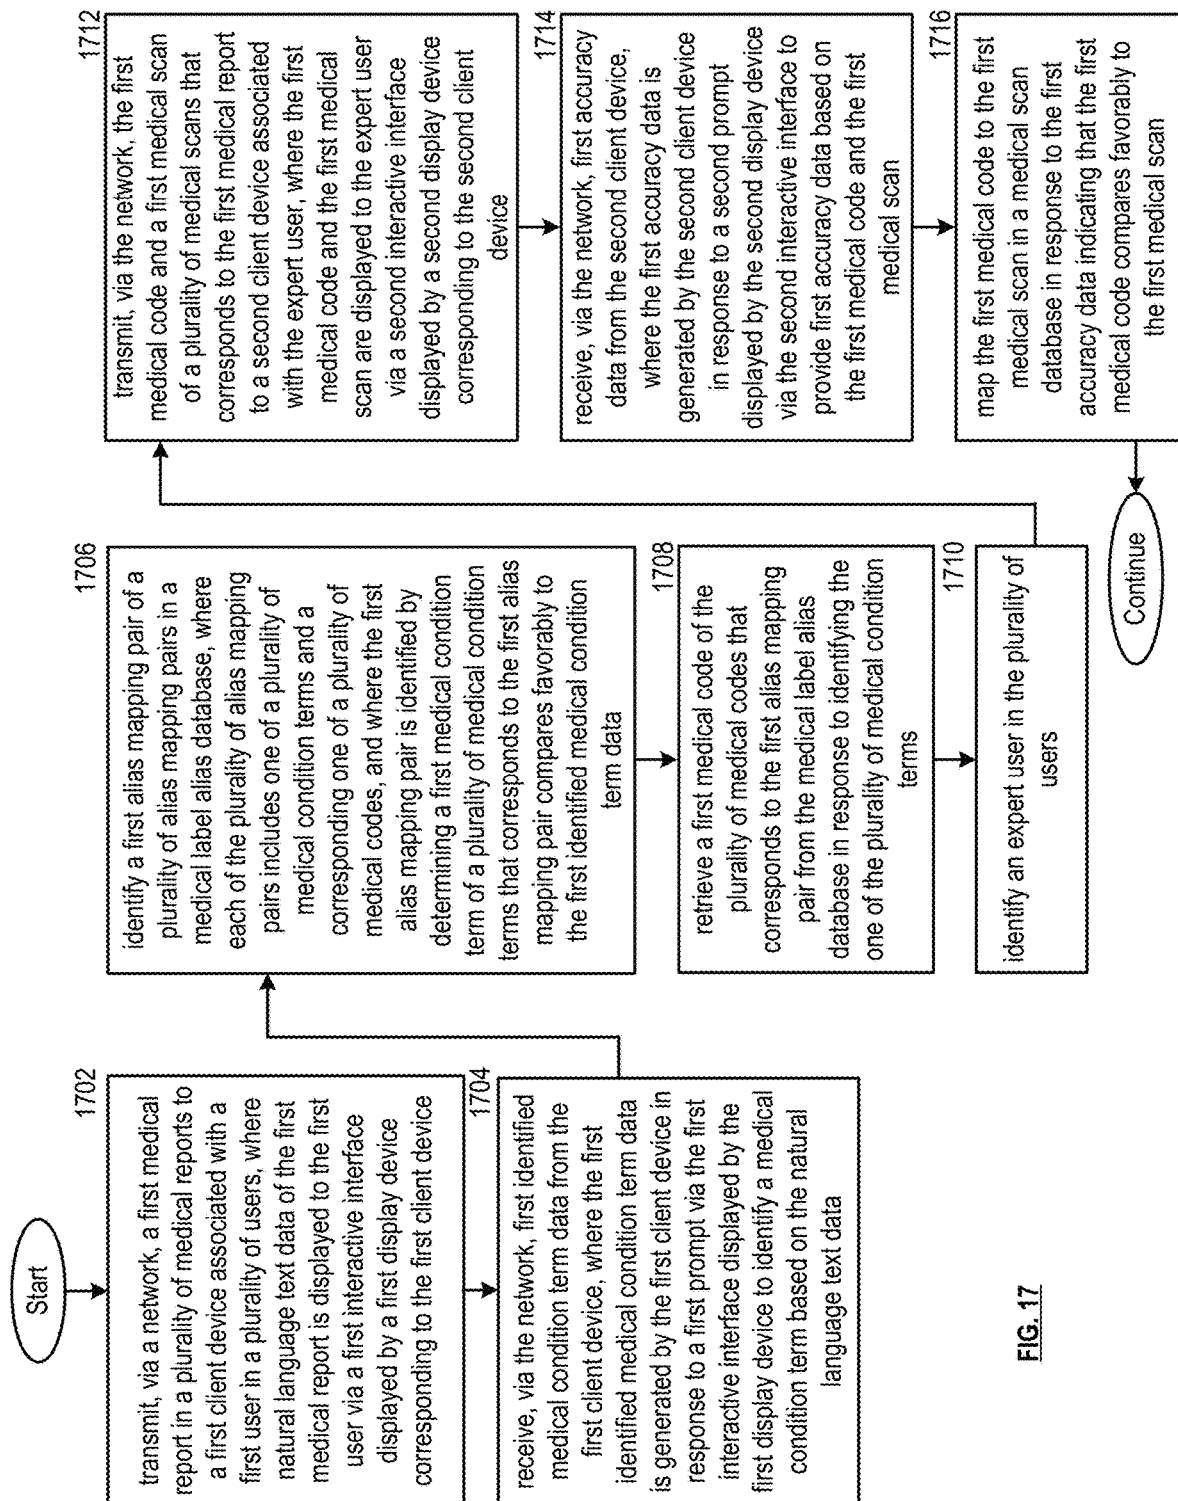 Start
1702
transmit, via a network, a first medical
report in a plurality of medical reports to
a first client device associated with a
first user in a plurality of users, where
natural language text data of the first
medical report is displayed to the first
user via a first interactive interface
displayed by a first display device
corresponding to the first client device
1704
receive, via the network, first identified
medical condition term data from the
first client device, where the first
identified medical condition term data
is generated by the first client device in
response to a first prompt via the first
interactive interface displayed by the
first display device to identify a medical
condition term based on the natural
language text data
1706
identify a first alias mapping pair of a
plurality of alias mapping pairs in a
medical label alias database, where
each of the plurality of alias mapping
pairs includes one of a plurality of
medical condition terms and a
corresponding one of a plurality of
medical codes, and where the first
alias mapping pair is identified by
determining a first medical condition
term of a plurality of medical condition
terms that corresponds to the first alias
mapping pair compares favorably to
the first identified medical condition
term data
1708
retrieve a first medical code of the
plurality of medical codes that
corresponds to the first alias mapping
pair from the medical label alias
database in response to identifying the
one of the plurality of medical condition
terms
1710
identify an expert user in the plurality of
users
1712
transmit, via the network, the first
medical code and a first medical scan
of a plurality of medical scans that
corresponds to the first medical report
to a second client device associated
with the expert user, where the first
medical code and the first medical
scan are displayed to the expert user
via a second interactive interface
displayed by a second display device
corresponding to the second client
device
1714
receive, via the network, first accuracy
data from the second client device,
where the first accuracy data is
generated by the second client device
in response to a second prompt
displayed by the second display device
via the second interactive interface to
provide first accuracy data based on
the first medical code and the first
medical scan
1716
map the first medical code to the first
medical scan in a medical scan
database in response to the first
accuracy data indicating that the first
medical code compares favorably to
the first medical scan
Continue
FIG. 17